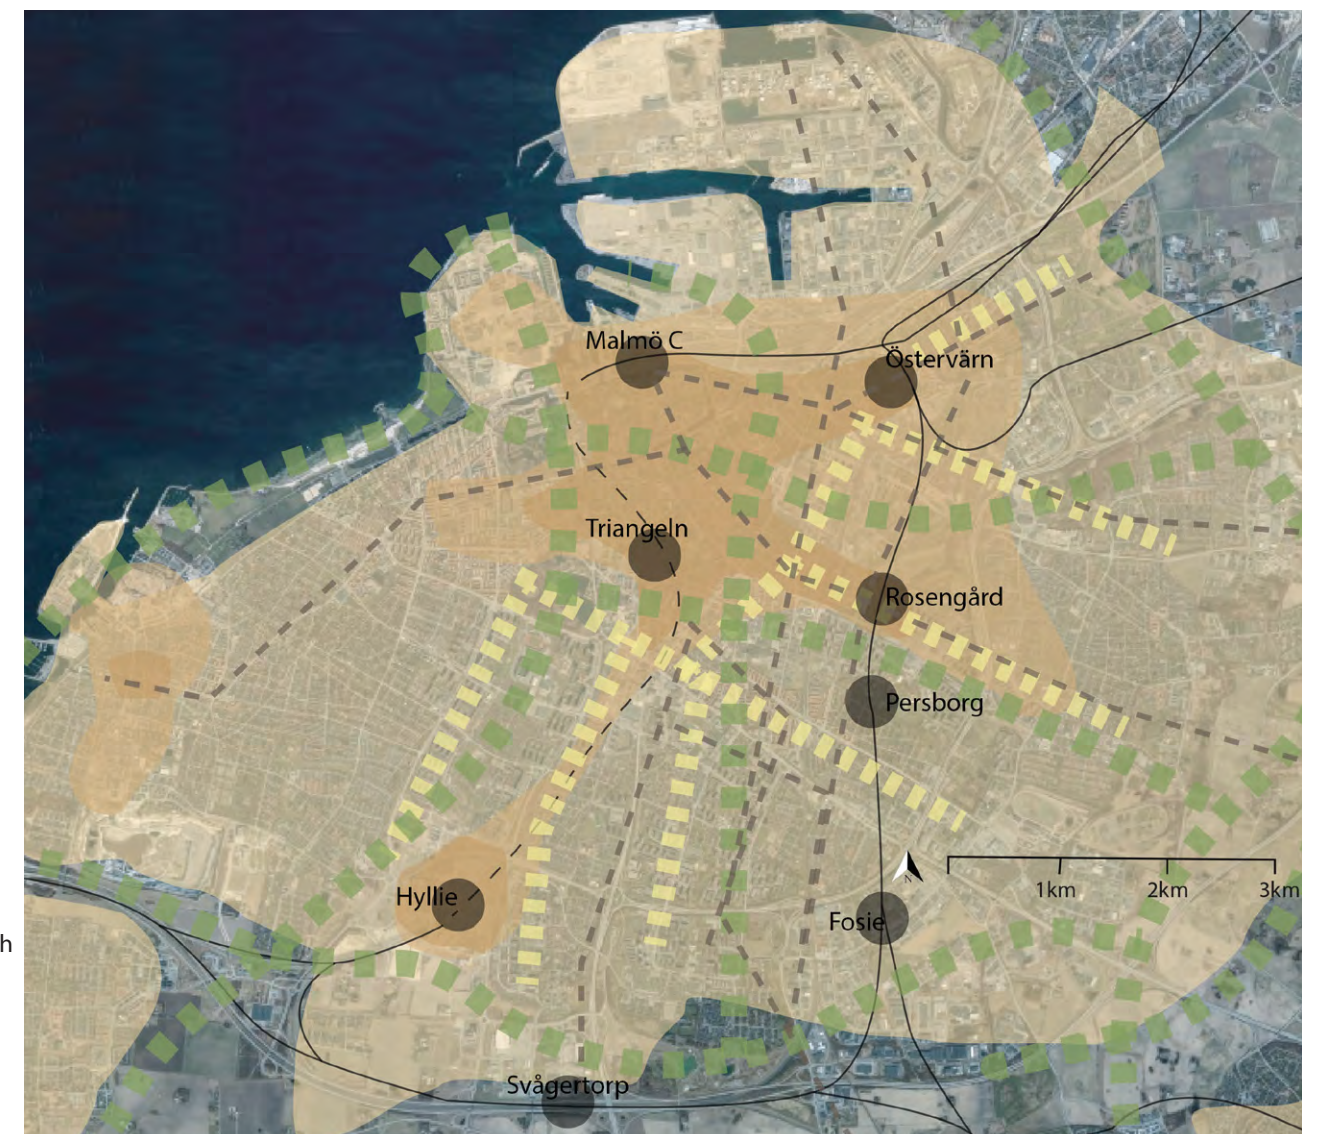 Malmö C
Östervärn
Triangeln
Rosengård
Persborg
N
1km
2km
3km
Hyllie
Fosie
h
Svågertorp